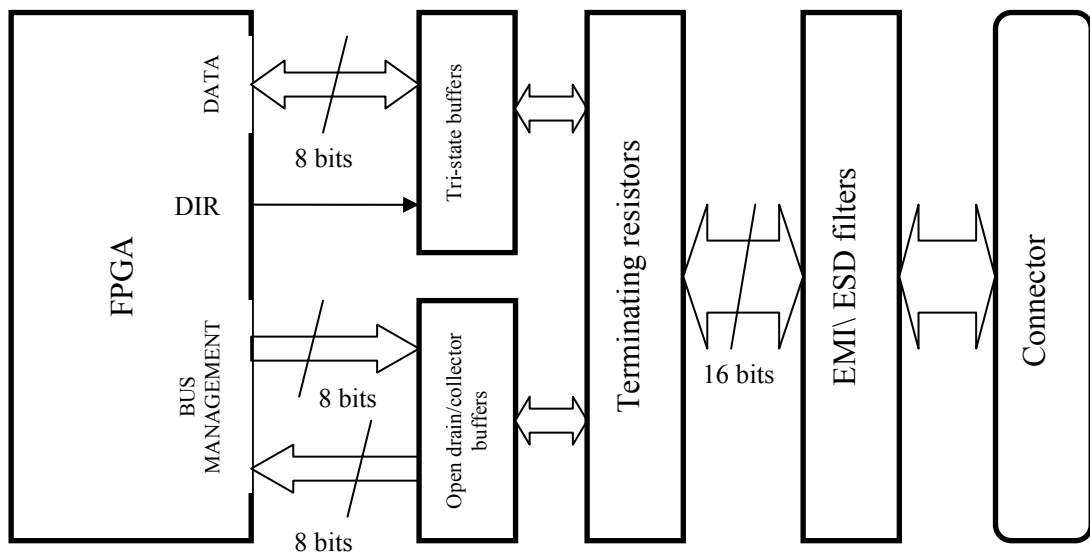 FPGA
DATA
DIR
BUS
MANAGEMENT
8 bits
8 bits
8 bits
Tri-state buffers
Open drain/collector
buffers
Terminating resistors
16 bits
EMI\ ESD filters
Connector